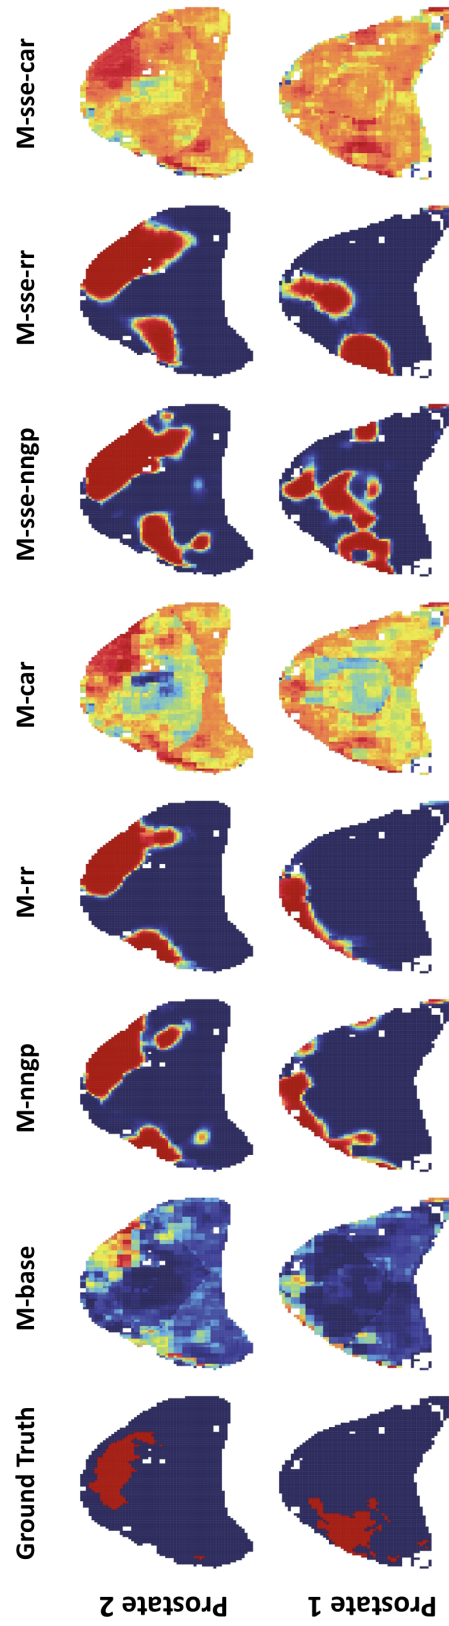 Ground Truth M-base M-nngp M-rr M-car M-sse-nngp M-sse-rr M-sse-car
Prostate 2
Prostate 1